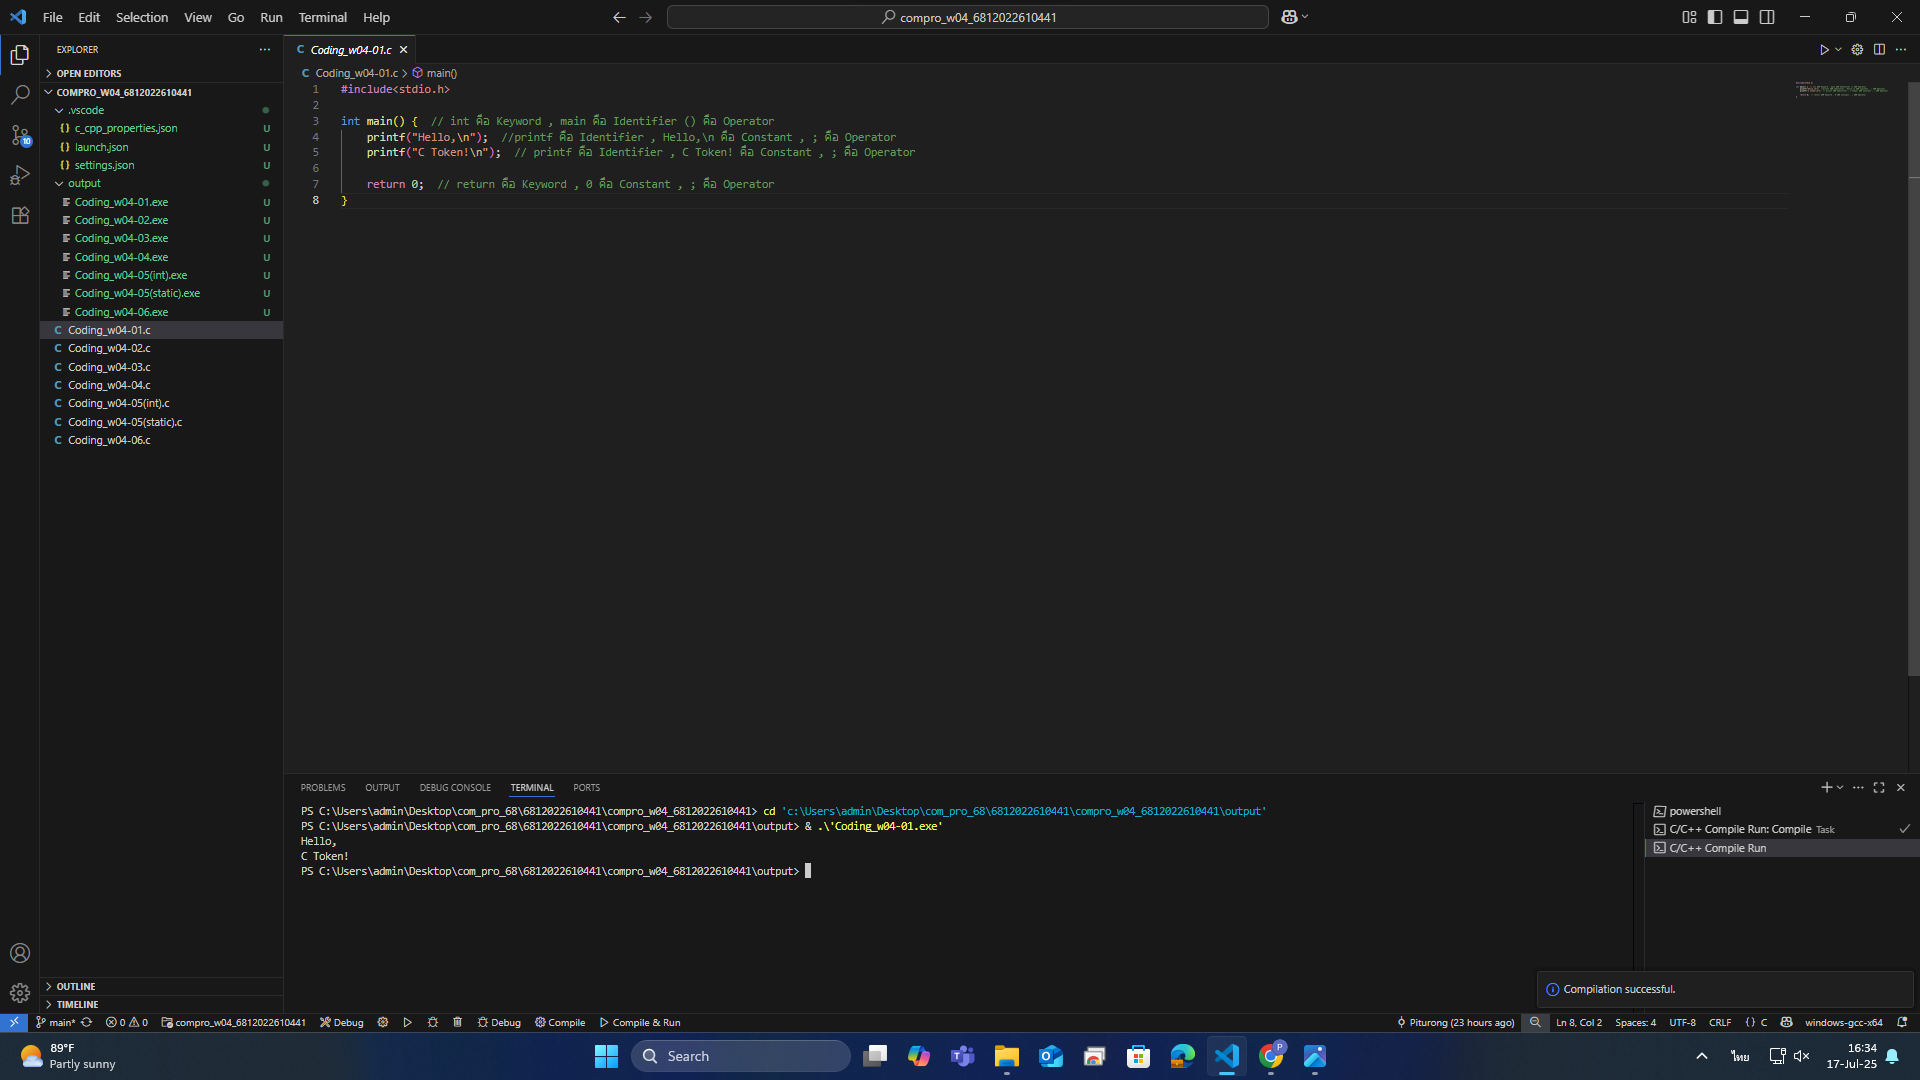 File Edit Selection View Go Run Terminal Help
compro_w04_6812022610441
EXPLORER
OPEN EDITORS
COMPRO_W04_6812022610441
.vscode
c_cpp_properties.json U
launch.json U
settings.json U
output
Coding_w04-01.exe U
Coding_w04-02.exe U
Coding_w04-03.exe U
Coding_w04-04.exe U
Coding_w04-05(int).exe U
Coding_w04-05(static).exe U
Coding_w04-06.exe U
Coding_w04-01.c
Coding_w04-02.c
Coding_w04-03.c
Coding_w04-04.c
Coding_w04-05(int).c
Coding_w04-05(static).c
Coding_w04-06.c
OUTLINE
TIMELINE
Coding_w04-01.c
Coding_w04-01.c > main()
1 #include<stdio.h>
2
3 int main() { // int คือ Keyword , main คือ Identifier () คือ Operator
4 printf("Hello,\n"); //printf คือ Identifier , Hello,\n คือ Constant , ; คือ Operator
5 printf("C Token!\n"); // printf คือ Identifier , C Token! คือ Constant , ; คือ Operator
6
7 return 0; // return คือ Keyword , 0 คือ Constant , ; คือ Operator
8 }
PROBLEMS OUTPUT DEBUG CONSOLE TERMINAL PORTS
PS C:\Users\admin\Desktop\com_pro_68\6812022610441\compro_w04_6812022610441> cd 'c:\Users\admin\Desktop\com_pro_68\6812022610441\compro_w04_6812022610441\output'
PS C:\Users\admin\Desktop\com_pro_68\6812022610441\compro_w04_6812022610441\output> & .\'Coding_w04-01.exe'
Hello,
C Token!
PS C:\Users\admin\Desktop\com_pro_68\6812022610441\compro_w04_6812022610441\output>
powershell
C/C++ Compile Run: Compile Task
C/C++ Compile Run
Compilation successful.
main* 0 0 compro_w04_6812022610441 Debug Debug Compile Compile & Run
Piturong (23 hours ago) Ln 8, Col 2 Spaces: 4 UTF-8 CRLF {} C windows-gcc-x64
89°F
Partly sunny
Search
ไทย
16:34
17-Jul-25